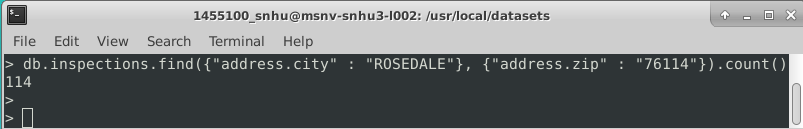 1455100_snhu@msnv-snhu3-l002: /usr/local/datasets
File Edit View Search Terminal Help
> db.inspections.find({"address.city" : "ROSEDALE"}, {"address.zip" : "76114"}).count()
114
>
>